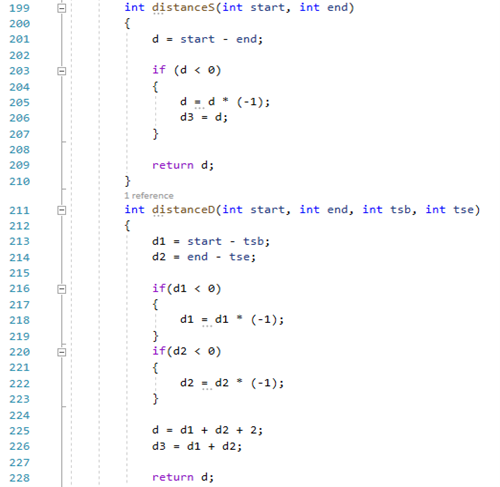 199 int distanceS(int start, int end)
200 {
201 d = start - end;
202
203 if (d < 0)
204 {
205 d = d * (-1);
206 d3 = d;
207 }
208
209 return d;
210 }
1 reference
211 int distanceD(int start, int end, int tsb, int tse)
212 {
213 d1 = start - tsb;
214 d2 = end - tse;
215
216 if(d1 < 0)
217 {
218 d1 = d1 * (-1);
219 }
220 if(d2 < 0)
221 {
222 d2 = d2 * (-1);
223 }
224
225 d = d1 + d2 + 2;
226 d3 = d1 + d2;
227
228 return d;